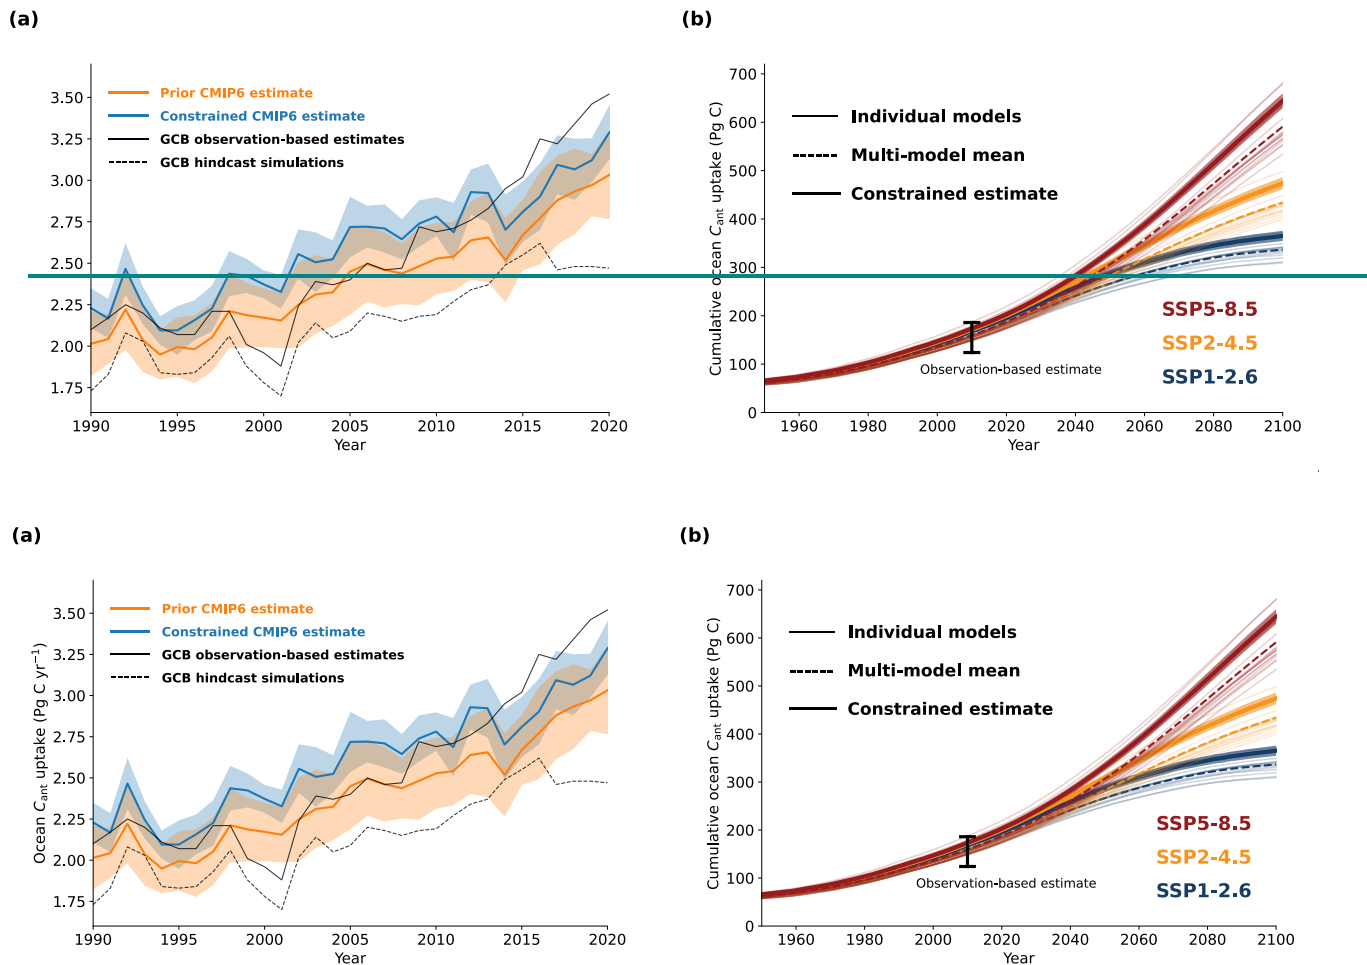 (a)
3.50
3.25
3.00
2.75
2.50
2.25
2.00
1.75
Prior CMIP6 estimate
Constrained CMIP6 estimate
GCB observation-based estimates
GCB hindcast simulations
1990
1995
2000
2005
2010
2015
2020
Year
(b)
Cumulative ocean Cant uptake (Pg C)
700
600
500
400
300
200
100
0
Individual models
Multi-model mean
Constrained estimate
SSP5-8.5
SSP2-4.5
SSP1-2.6
Observation-based estimate
1960
1980
2000
2020
2040
2060
2080
2100
Year
(a)
Ocean Cant uptake (Pg C yr−1)
3.50
3.25
3.00
2.75
2.50
2.25
2.00
1.75
Prior CMIP6 estimate
Constrained CMIP6 estimate
GCB observation-based estimates
GCB hindcast simulations
1990
1995
2000
2005
2010
2015
2020
Year
(b)
Cumulative ocean Cant uptake (Pg C)
700
600
500
400
300
200
100
0
Individual models
Multi-model mean
Constrained estimate
SSP5-8.5
SSP2-4.5
SSP1-2.6
Observation-based estimate
1960
1980
2000
2020
2040
2060
2080
2100
Year